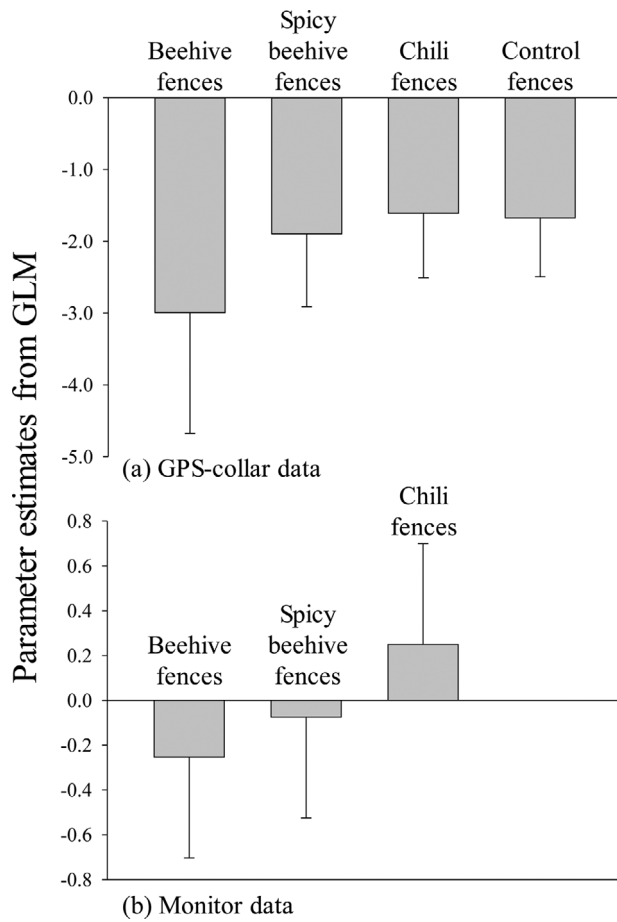 Parameter estimates from GLM
Beehive
fences
Spicy
beehive
fences
Chili
fences
Control
fences
0.0
-1.0
-2.0
-3.0
-4.0
-5.0
(a) GPS-collar data
Chili
fences
Spicy
beehive
fences
Beehive
fences
0.8
0.6
0.4
0.2
0.0
-0.2
-0.4
-0.6
-0.8
(b) Monitor data